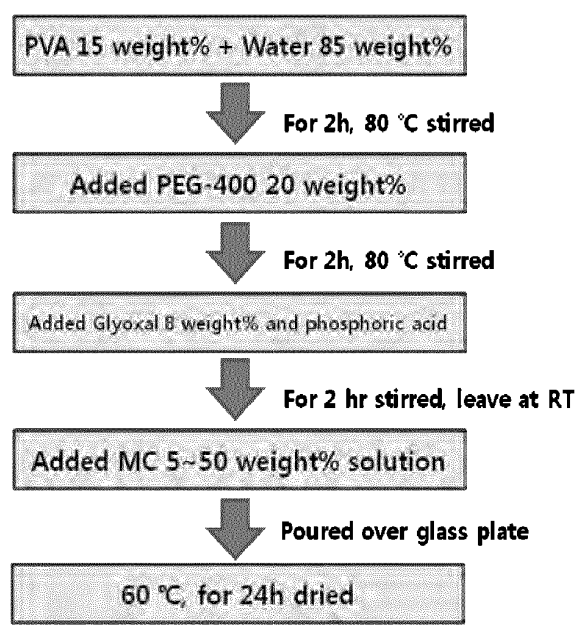 PVA 15 weight% + Water 85 weight%
For 2h, 80 ℃ stirred
Added PEG-400 20 weight%
For 2h, 80 ℃ stirred
Added Glyoxal 8 weight% and phosphoric acid
For 2 hr stirred, leave at RT
Added MC 5~50 weight% solution
Poured over glass plate
60 ℃, for 24h dried